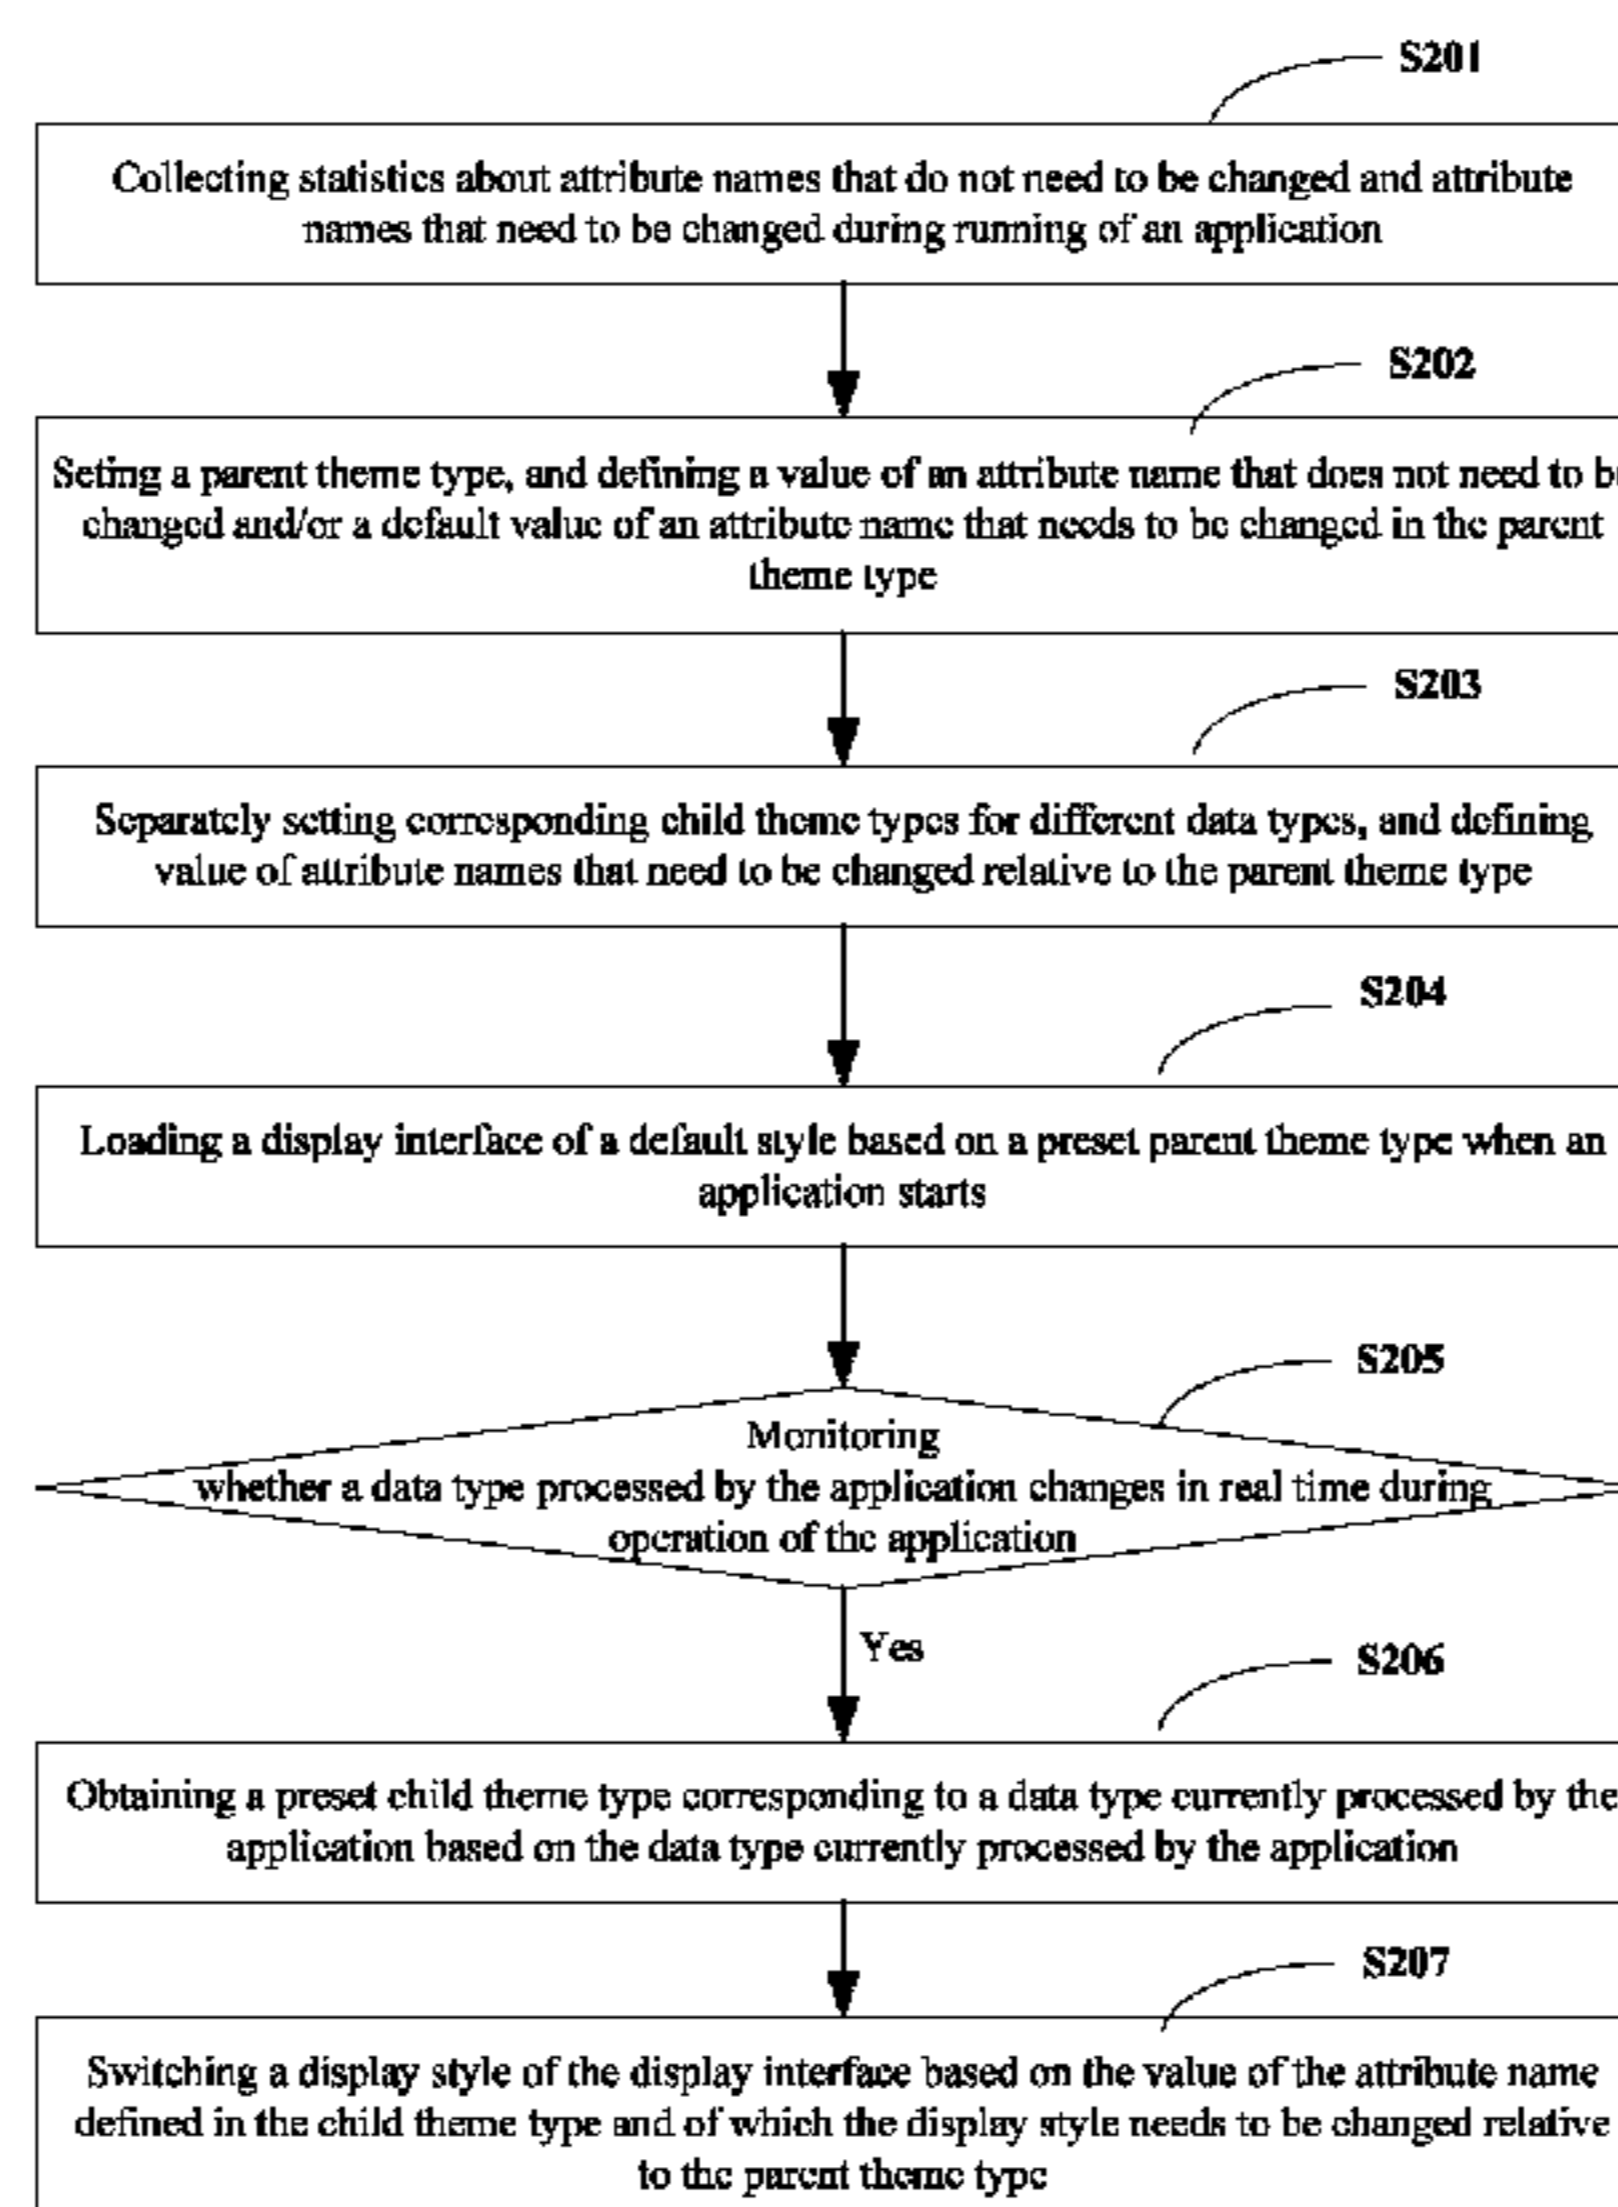 S201
Collecting statistics about attribute names that do not need to be changed and attribute
names that need to be changed during running of an application
S202
Seting a parent theme type, and defining a value of an attribute name that does not need to be
changed and/or a default value of an attribute name that needs to be changed in the parent
theme type
S203
Separately setting corresponding child theme types for different data types, and defining
value of attribute names that need to be changed relative to the parent theme type
S204
Loading a display interface of a default style based on a preset parent theme type when an
application starts
S205
Monitoring
whether a data type processed by the application changes in real time during
operation of the application
Yes
S206
Obtaining a preset child theme type corresponding to a data type currently processed by the
application based on the data type currently processed by the application
S207
Switching a display style of the display interface based on the value of the attribute name
defined in the child theme type and of which the display style needs to be changed relative
to the parent theme type